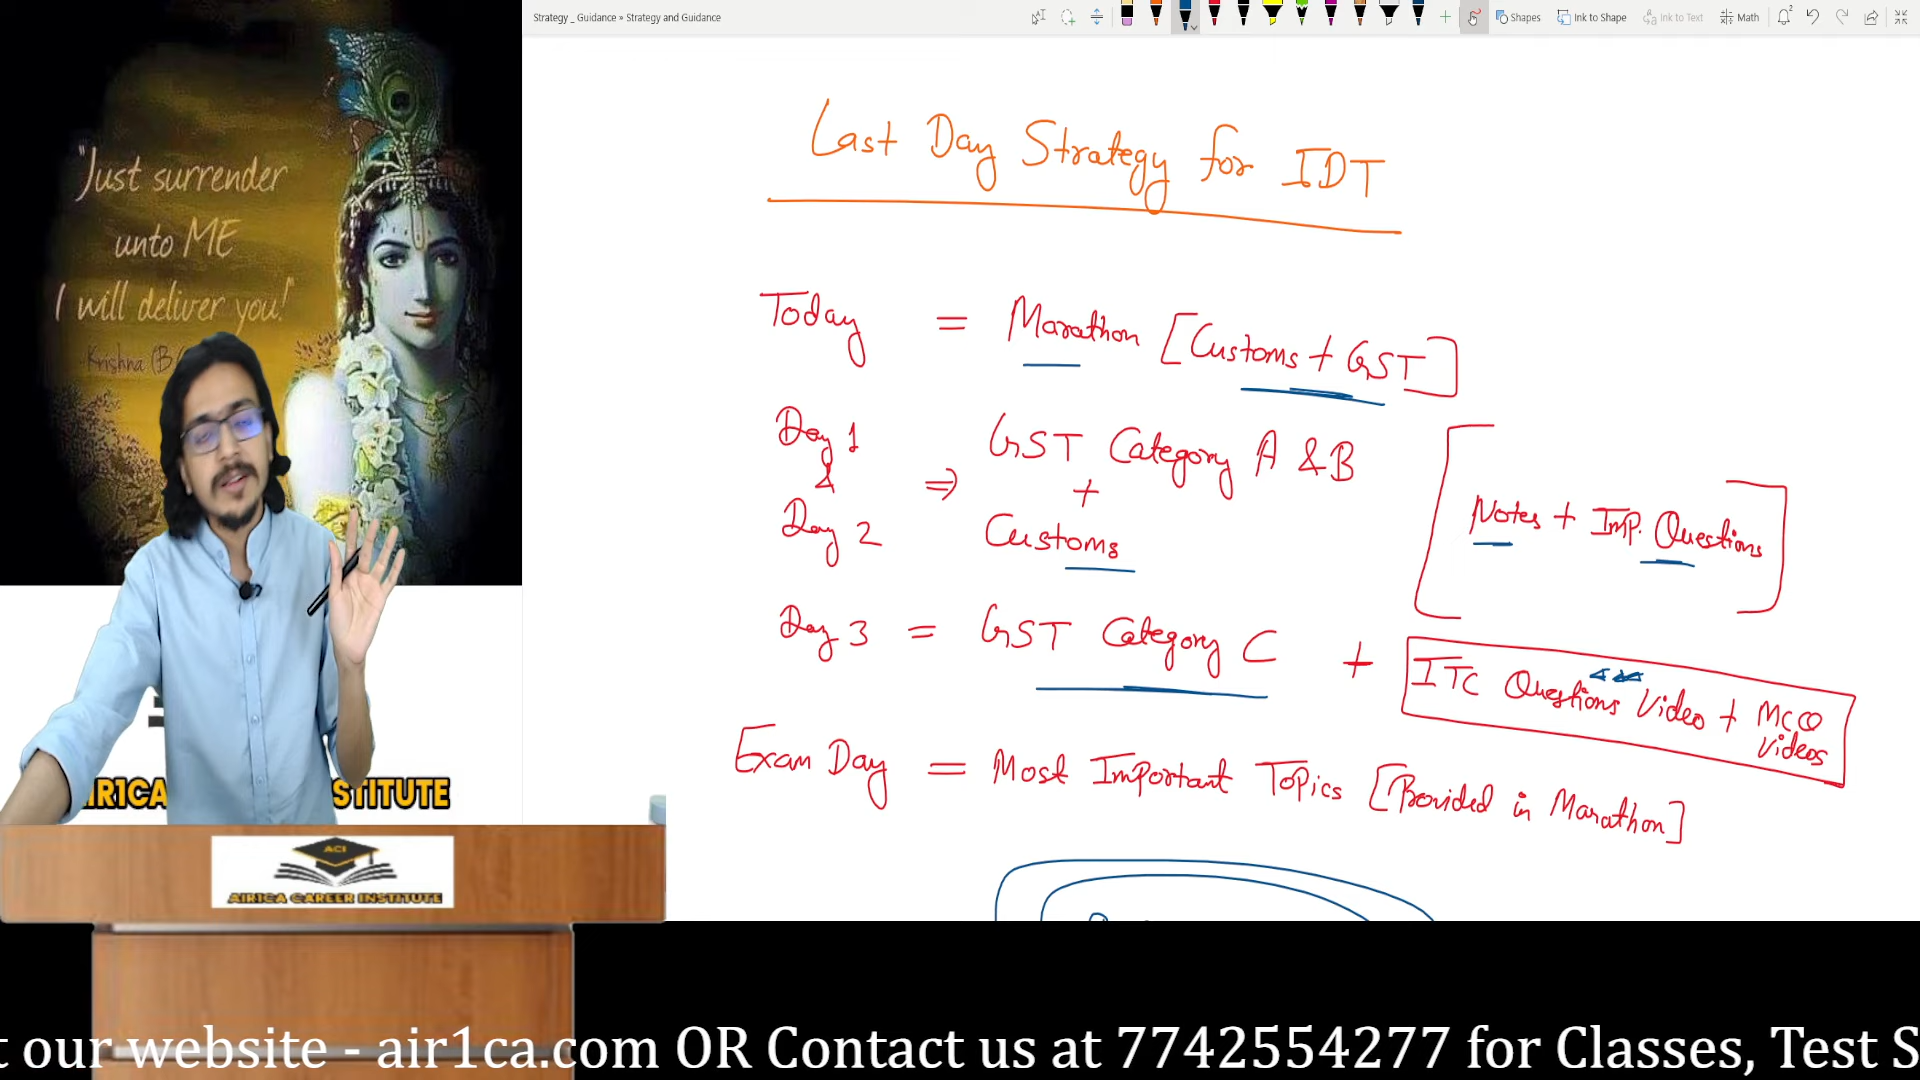 Strategy _ Guidance » Strategy and Guidance
Shapes
Ink to Shape
Ink to Text
Math
Last Day Strategy for IDT
"Just surrender
unto ME
I will deliver you!"
Krishna (B
Today = Marathon [Customs + GST]
Day 1
&
Day 2
⇒ GST Category A & B
+
Customs
[Notes + Imp. Questions]
Day 3 = GST Category C + ITC Questions Video + MCQ
Videos
Exam Day = Most Important Topics [Provided in Marathon]
IR1CA STITUTE
ACI
AIR1CA CAREER INSTITUTE
t our website - air1ca.com OR Contact us at 7742554277 for Classes, Test S